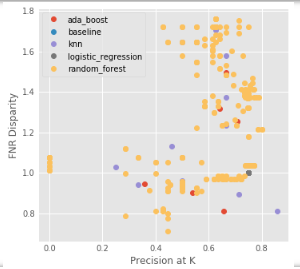 1.8
1.6
1.4
1.2
1.0
0.8
FNR Disparity
ada_boost
baseline
knn
logistic_regression
random_forest
0.0 0.2 0.4 0.6 0.8
Precision at K